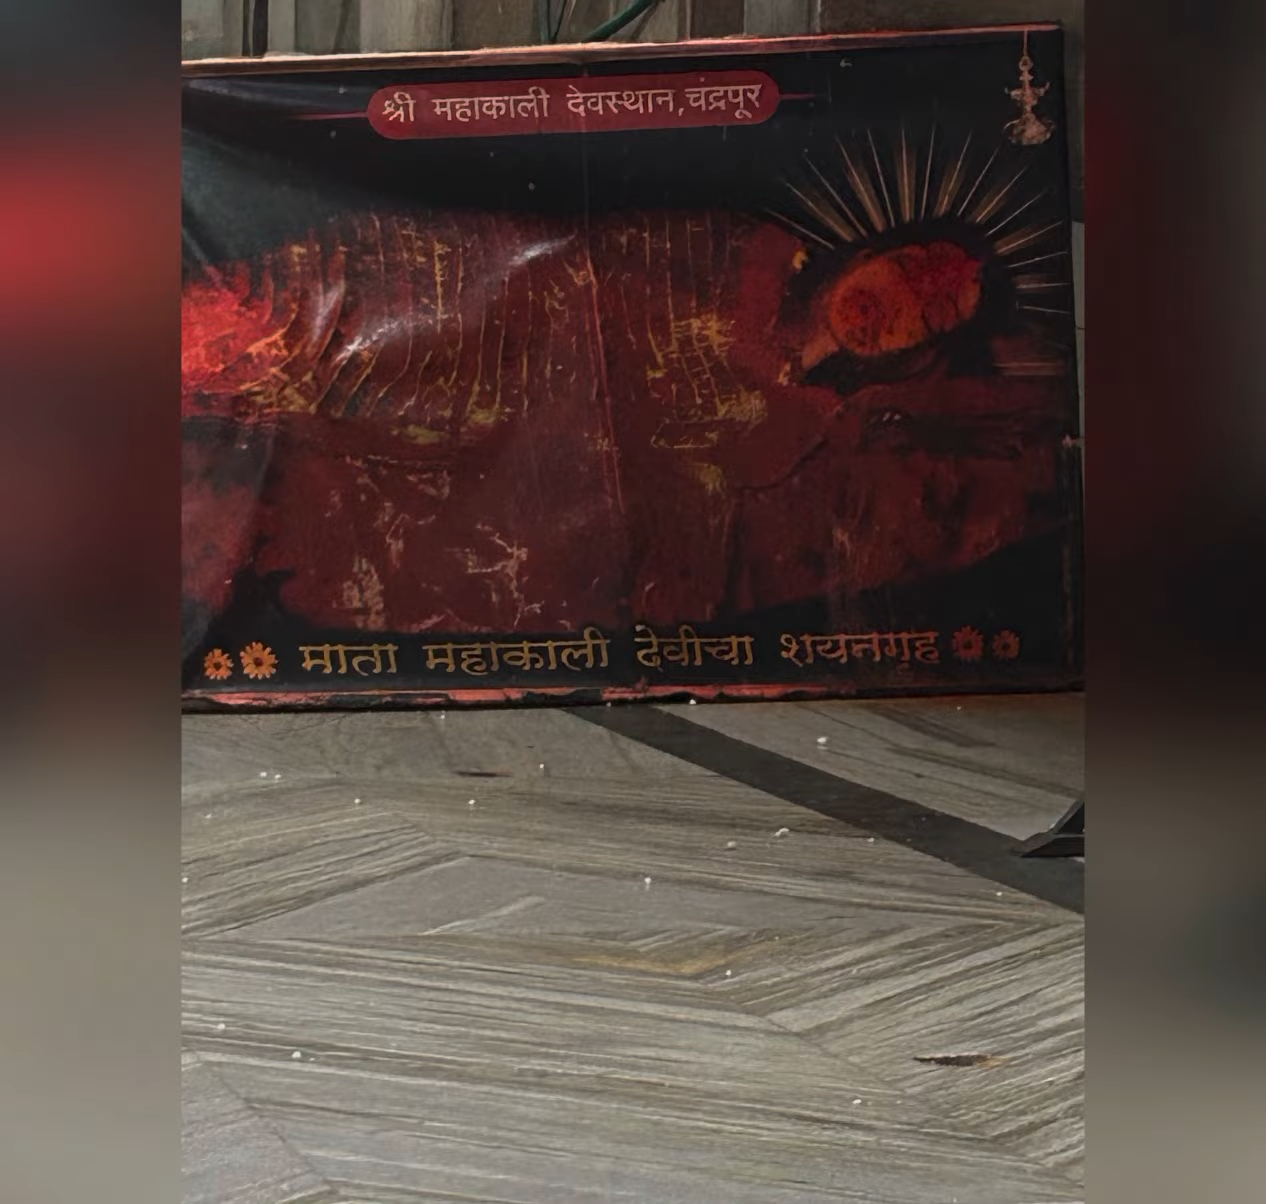 श्री महाकाली देवस्थान,चंद्रपूर
माता महाकाली देवीचा शयनगृह